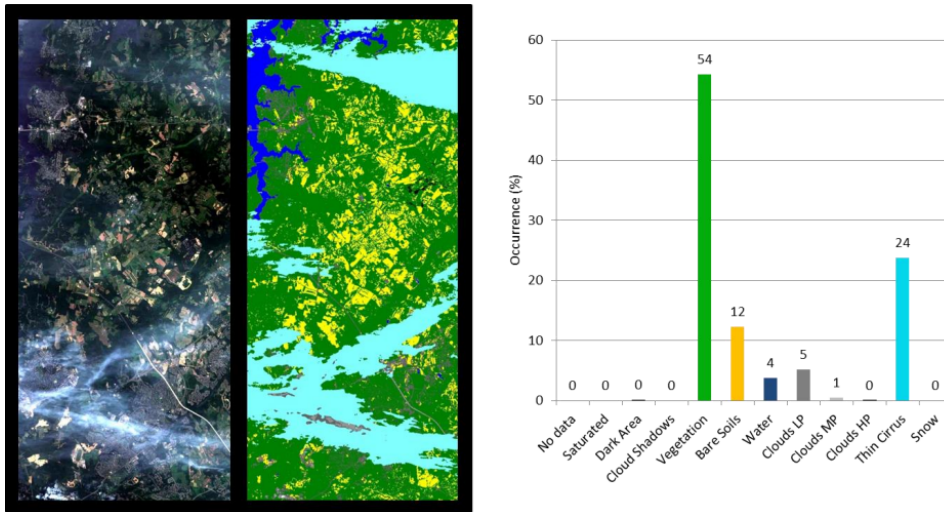 60
50
40
30
20
10
0
Occurrence (%)
0
0
0
0
54
12
4
5
1
0
24
0
No data
Saturated
Dark Area
Cloud Shadows
Vegetation
Bare Soils
Water
Clouds LP
Clouds MP
Clouds HP
Thin Cirrus
Snow